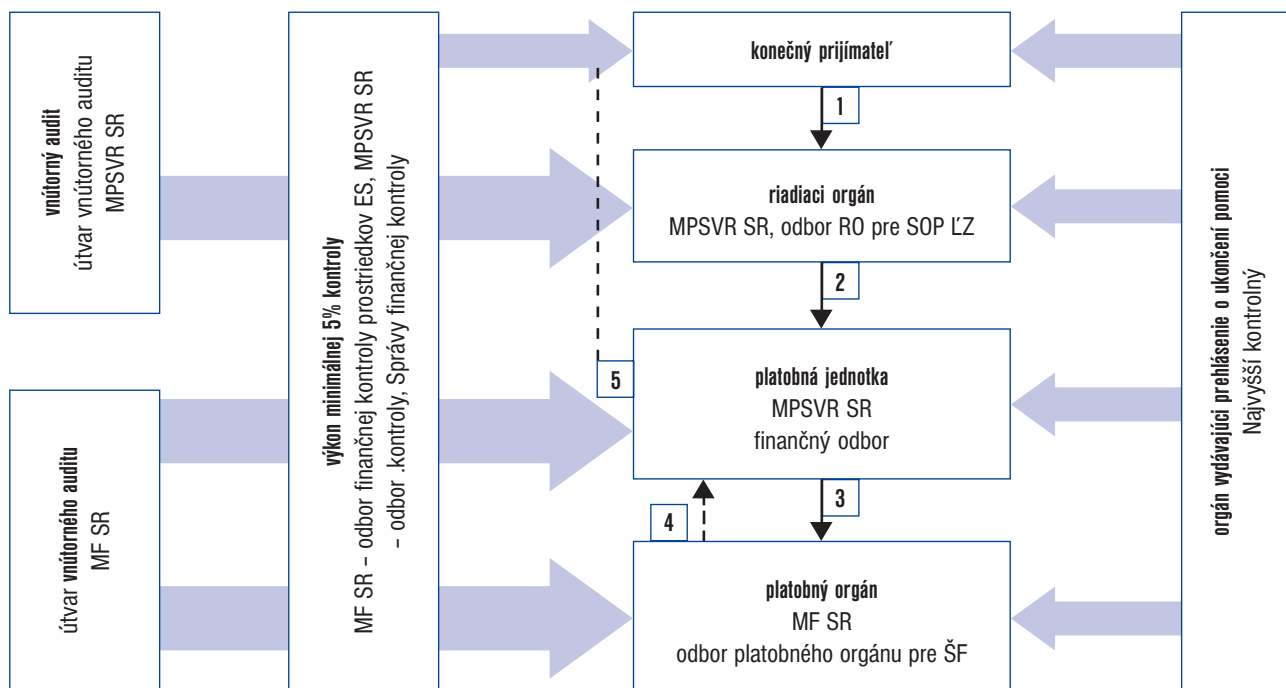 vnútorný audit
útvar vnútorného auditu
MPSVR SR
útvar vnútorného auditu
MF SR
výkon minimálnej 5% kontroly
MF SR – odbor finančnej kontroly prostriedkov ES, MPSVR SR
– odbor .kontroly, Správy finančnej kontroly
konečný prijímateľ
1
riadiaci orgán
MPSVR SR, odbor RO pre SOP ĽZ
2
5
platobná jednotka
MPSVR SR
finančný odbor
4
3
platobný orgán
MF SR
odbor platobného orgánu pre ŠF
orgán vydávajúci prehlásenie o ukončení pomoci
Najvyšší kontrolný